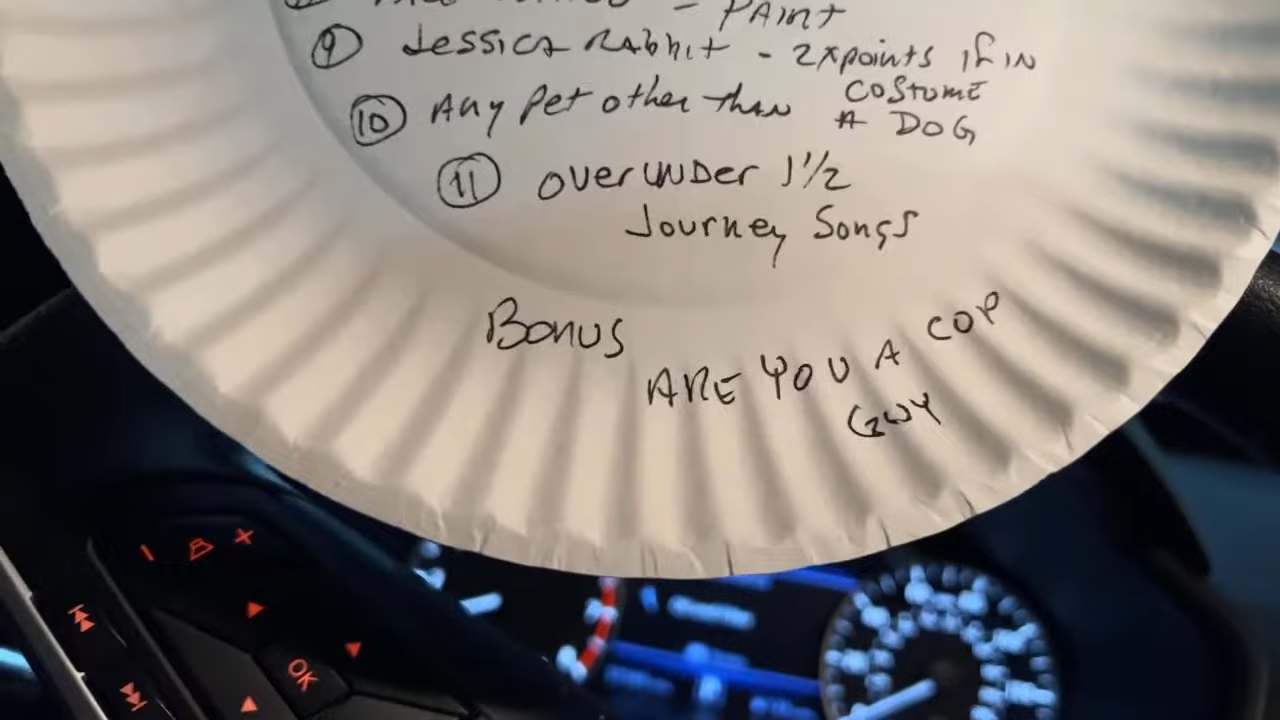 - PAINT
9 Jessica Rabbit - 2x points IF IN
COSTUME
10 Any Pet other than A DOG
11 over under 1 1/2
Journey Songs
Bonus
ARE YOU A COP
GUY
OK